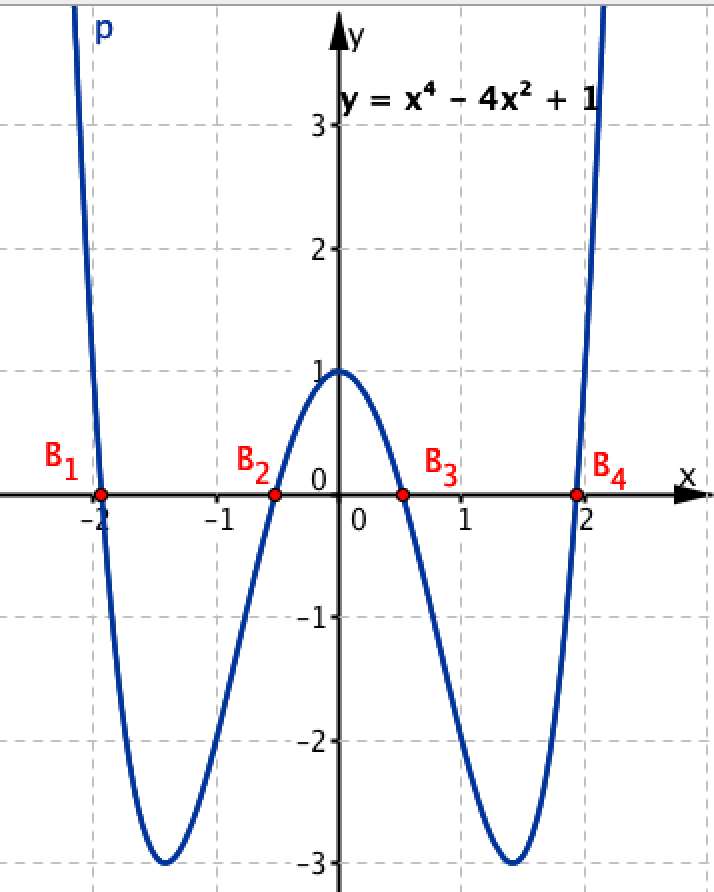 p
y
y = x⁴ – 4x² + 1
3
2
1
B₁ B₂ 0 B₃ B₄ x
–2 –1 0 1 2
–1
–2
–3